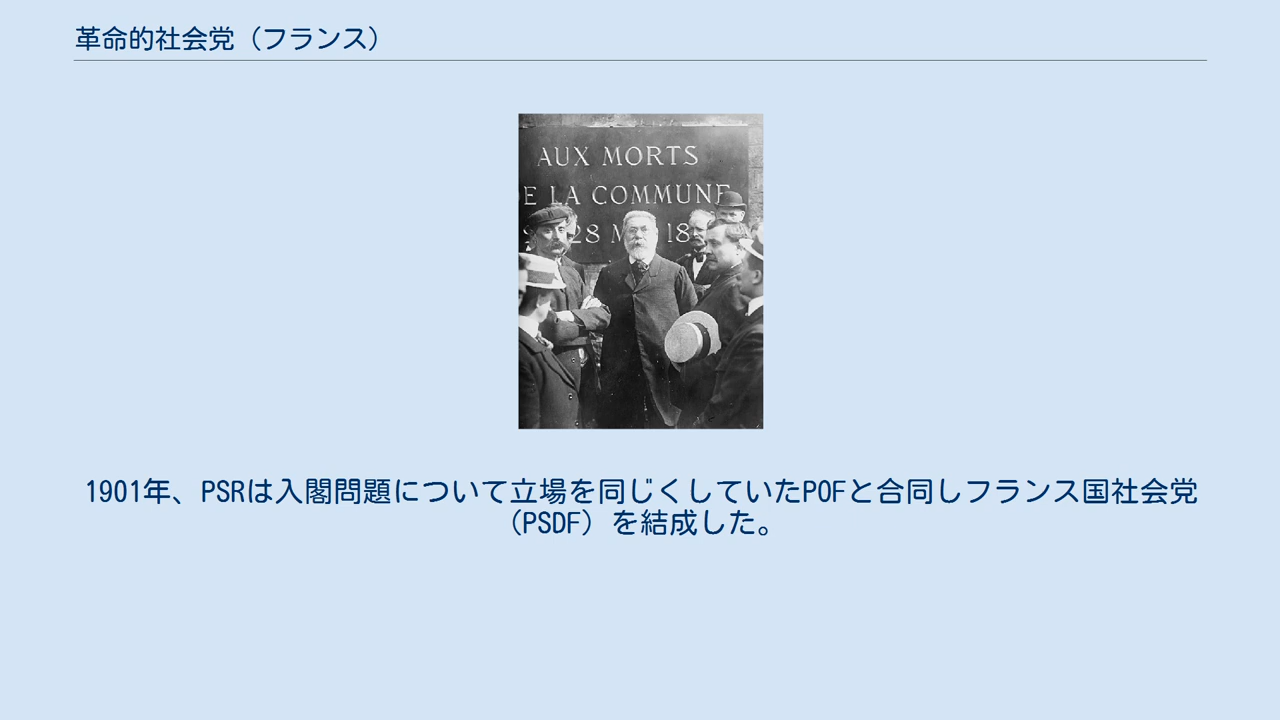 革命的社会党（フランス）
AUX MORTS
E LA COMMUNE
28 M 18
1901年、PSRは入閣問題について立場を同じくしていたPOFと合同しフランス国社会党
（PSDF）を結成した。